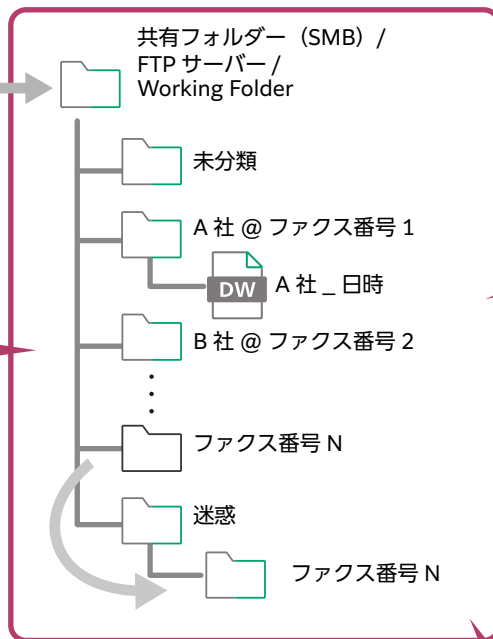 共有フォルダー（SMB）/
FTP サーバー /
Working Folder
未分類
A 社 @ ファクス番号 1
DW
A 社 _ 日時
B 社 @ ファクス番号 2
ファクス番号 N
迷惑
ファクス番号 N